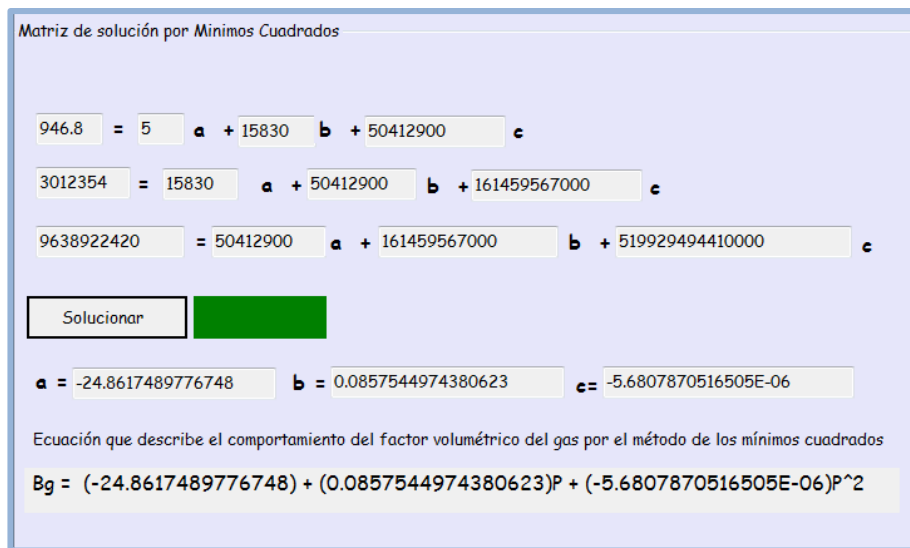 Matriz de solución por Minimos Cuadrados
946.8 = 5 a + 15830 b + 50412900 c
3012354 = 15830 a + 50412900 b + 161459567000 c
9638922420 = 50412900 a + 161459567000 b + 519929494410000 c
Solucionar
a = -24.8617489776748 b = 0.0857544974380623 c= -5.6807870516505E-06
Ecuación que describe el comportamiento del factor volumétrico del gas por el método de los mínimos cuadrados
Bg = (-24.8617489776748) + (0.0857544974380623)P + (-5.6807870516505E-06)P^2